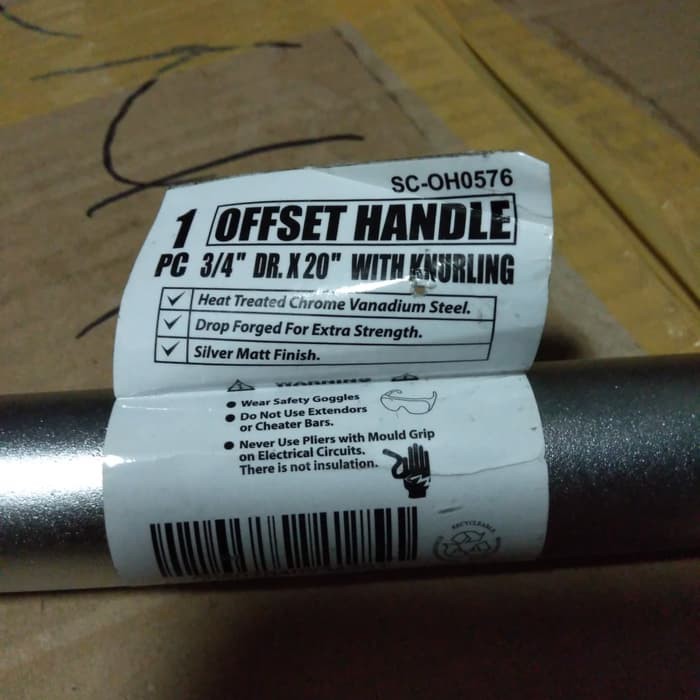 SC-OH0576
1 OFFSET HANDLE
PC 3/4" DR. X 20" WITH KNURLING
Heat Treated Chrome Vanadium Steel.
Drop Forged For Extra Strength.
Silver Matt Finish.
Wear Safety Goggles
Do Not Use Extendors
or Cheater Bars.
Never Use Pliers with Mould Grip
on Electrical Circuits.
There is not insulation.
RECYCLEABLE